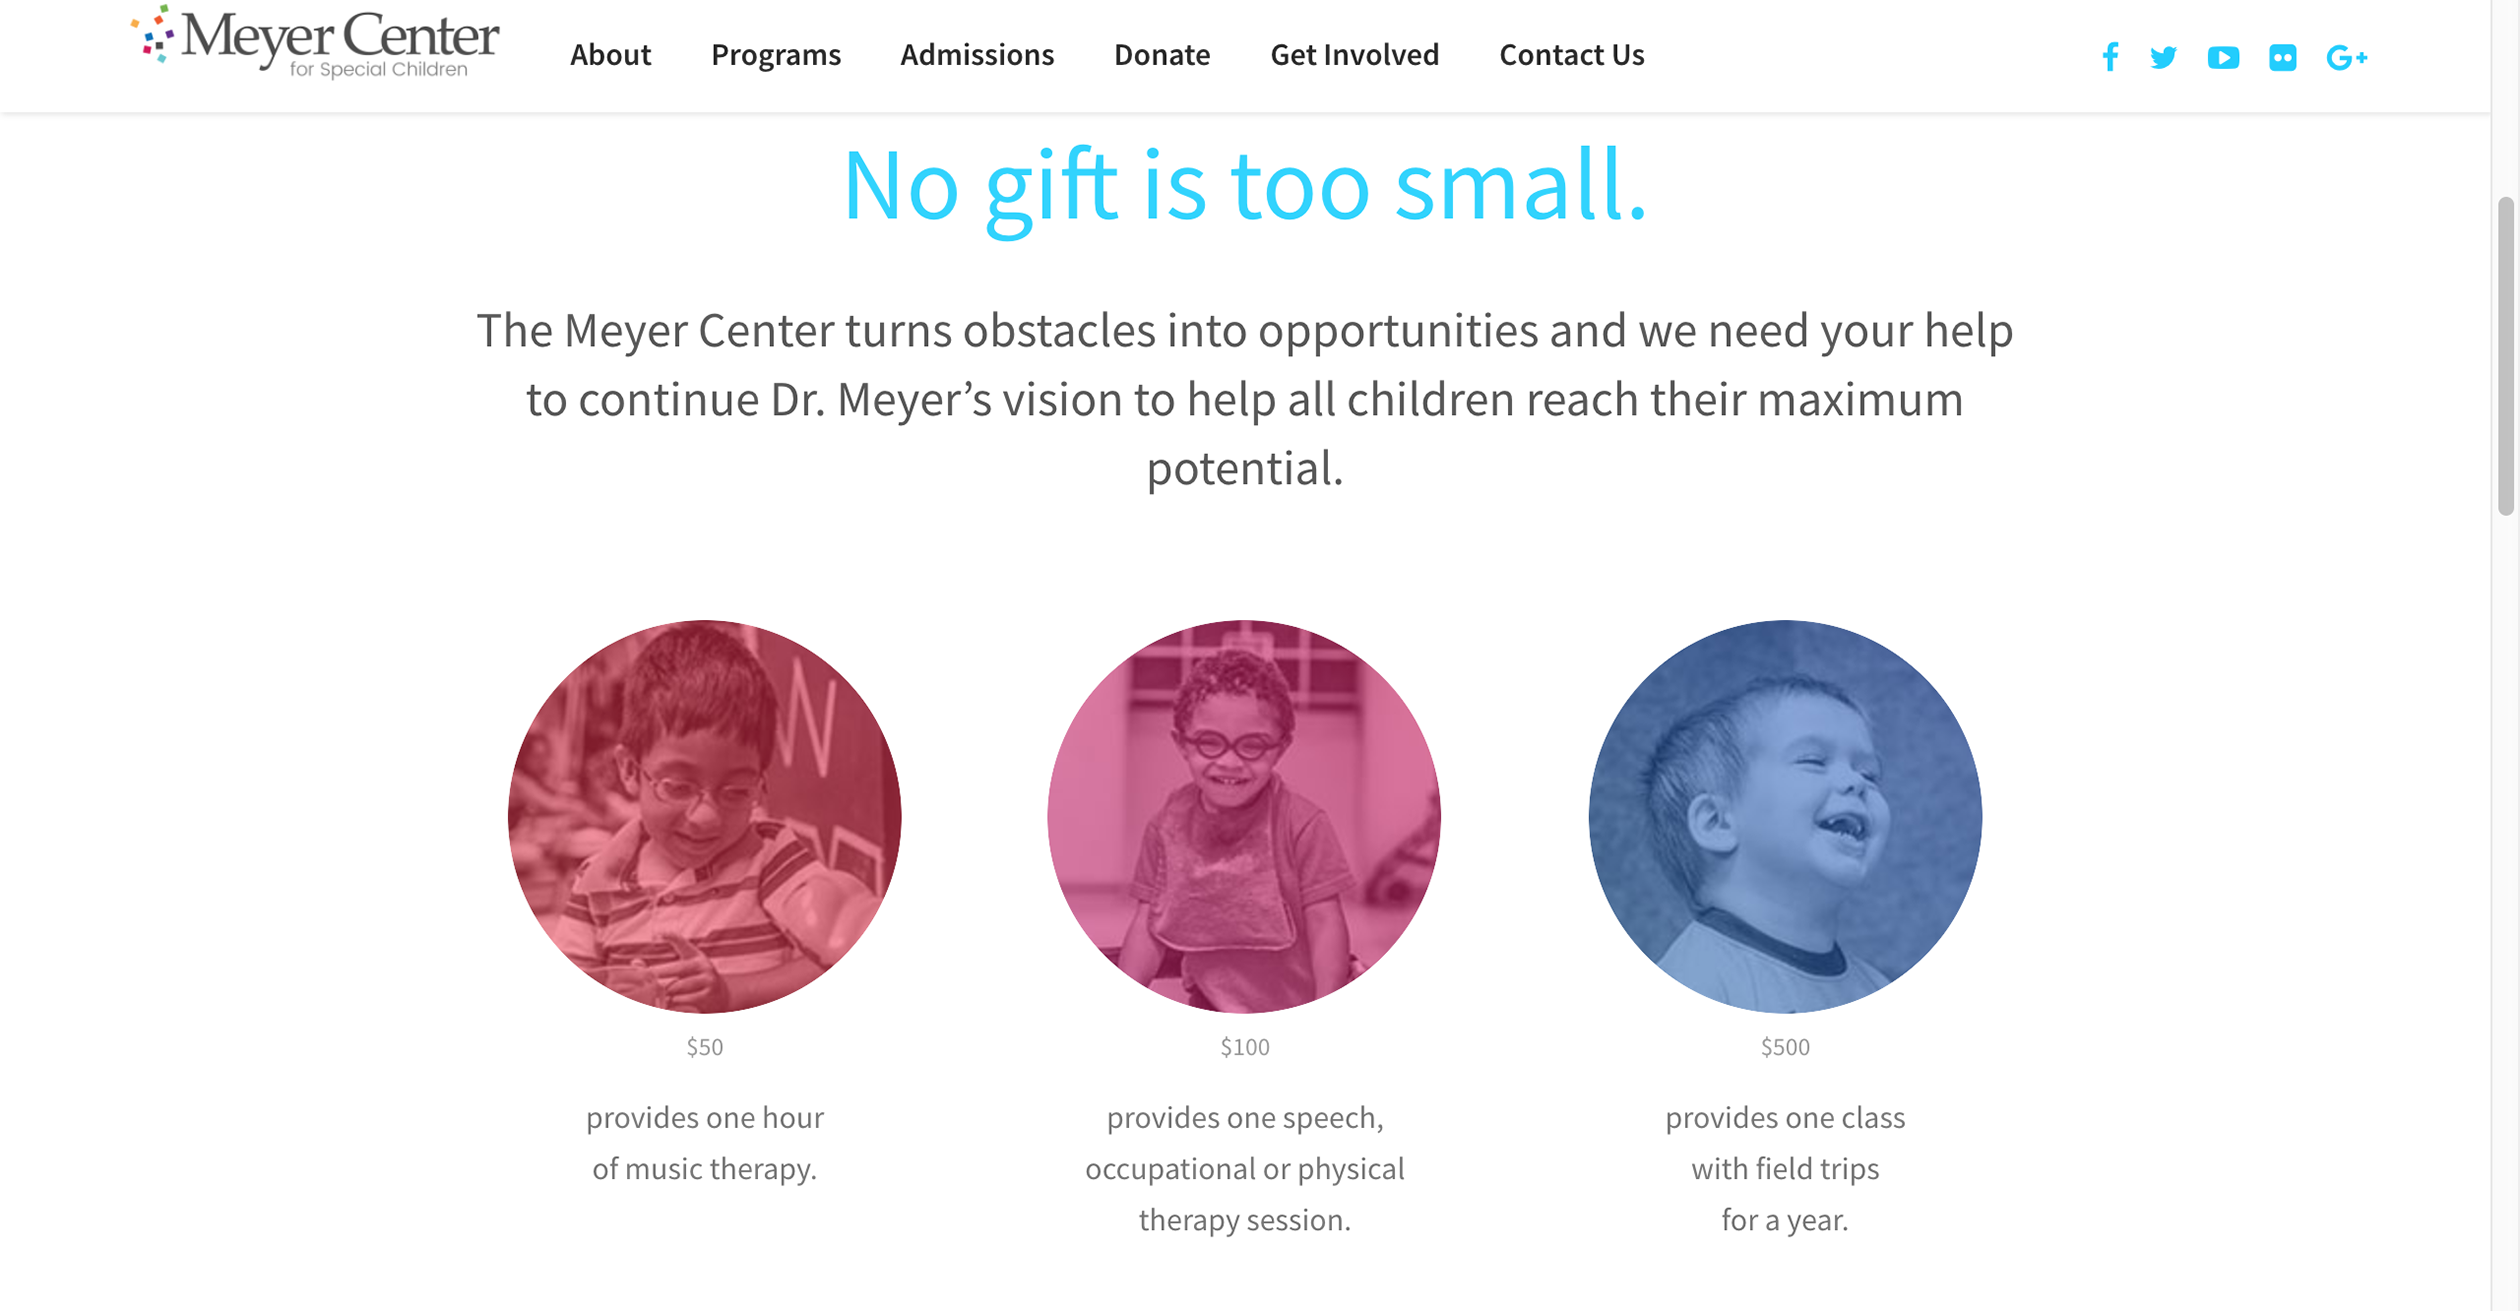 Meyer Center
for Special Children
About Programs Admissions Donate Get Involved Contact Us
f G+
No gift is too small.
The Meyer Center turns obstacles into opportunities and we need your help
to continue Dr. Meyer’s vision to help all children reach their maximum
potential.
N
$50
provides one hour
of music therapy.
$100
provides one speech,
occupational or physical
therapy session.
$500
provides one class
with field trips
for a year.